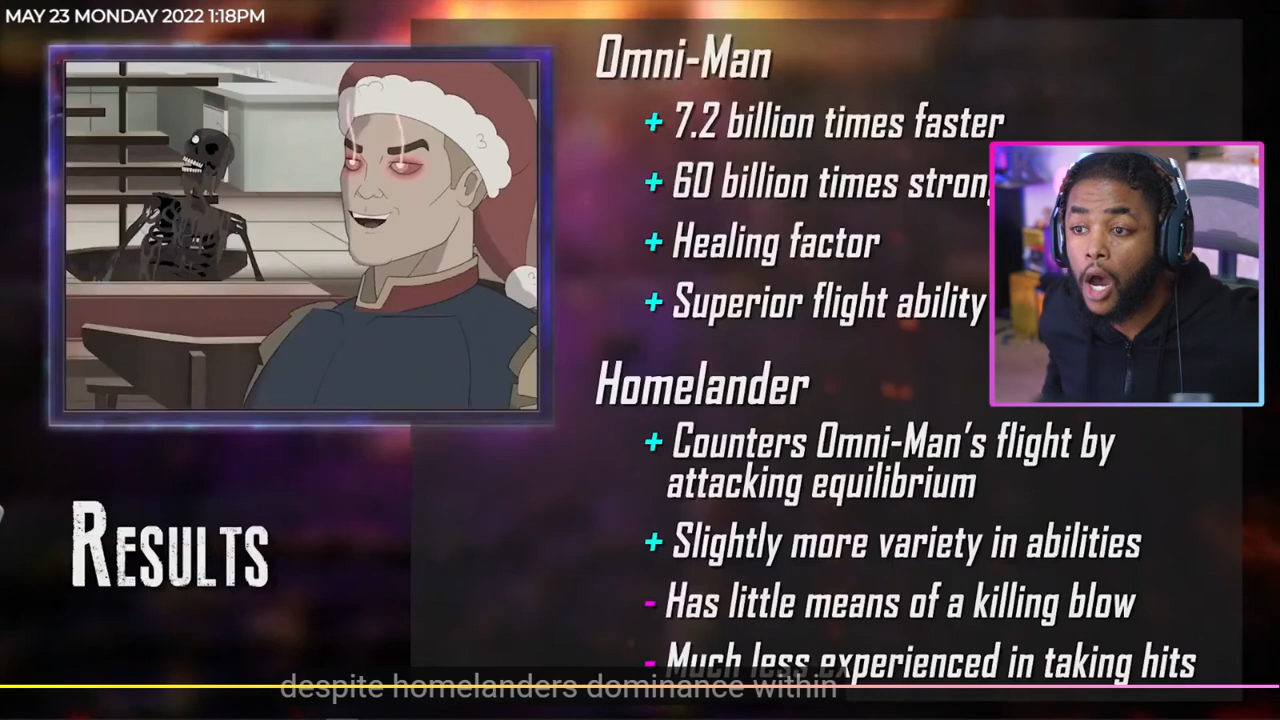 MAY 23 MONDAY 2022 1:18PM
Omni-Man
+ 7.2 billion times faster
+ 60 billion times
+ Healing factor
+ Superior flight ability
Homelander
+ Counters Omni-Man's flight by
attacking equilibrium
+ Slightly more variety in abilities
- Has little means of a killing blow
- Much less experienced in taking hits
RESULTS
despite homelanders dominance within